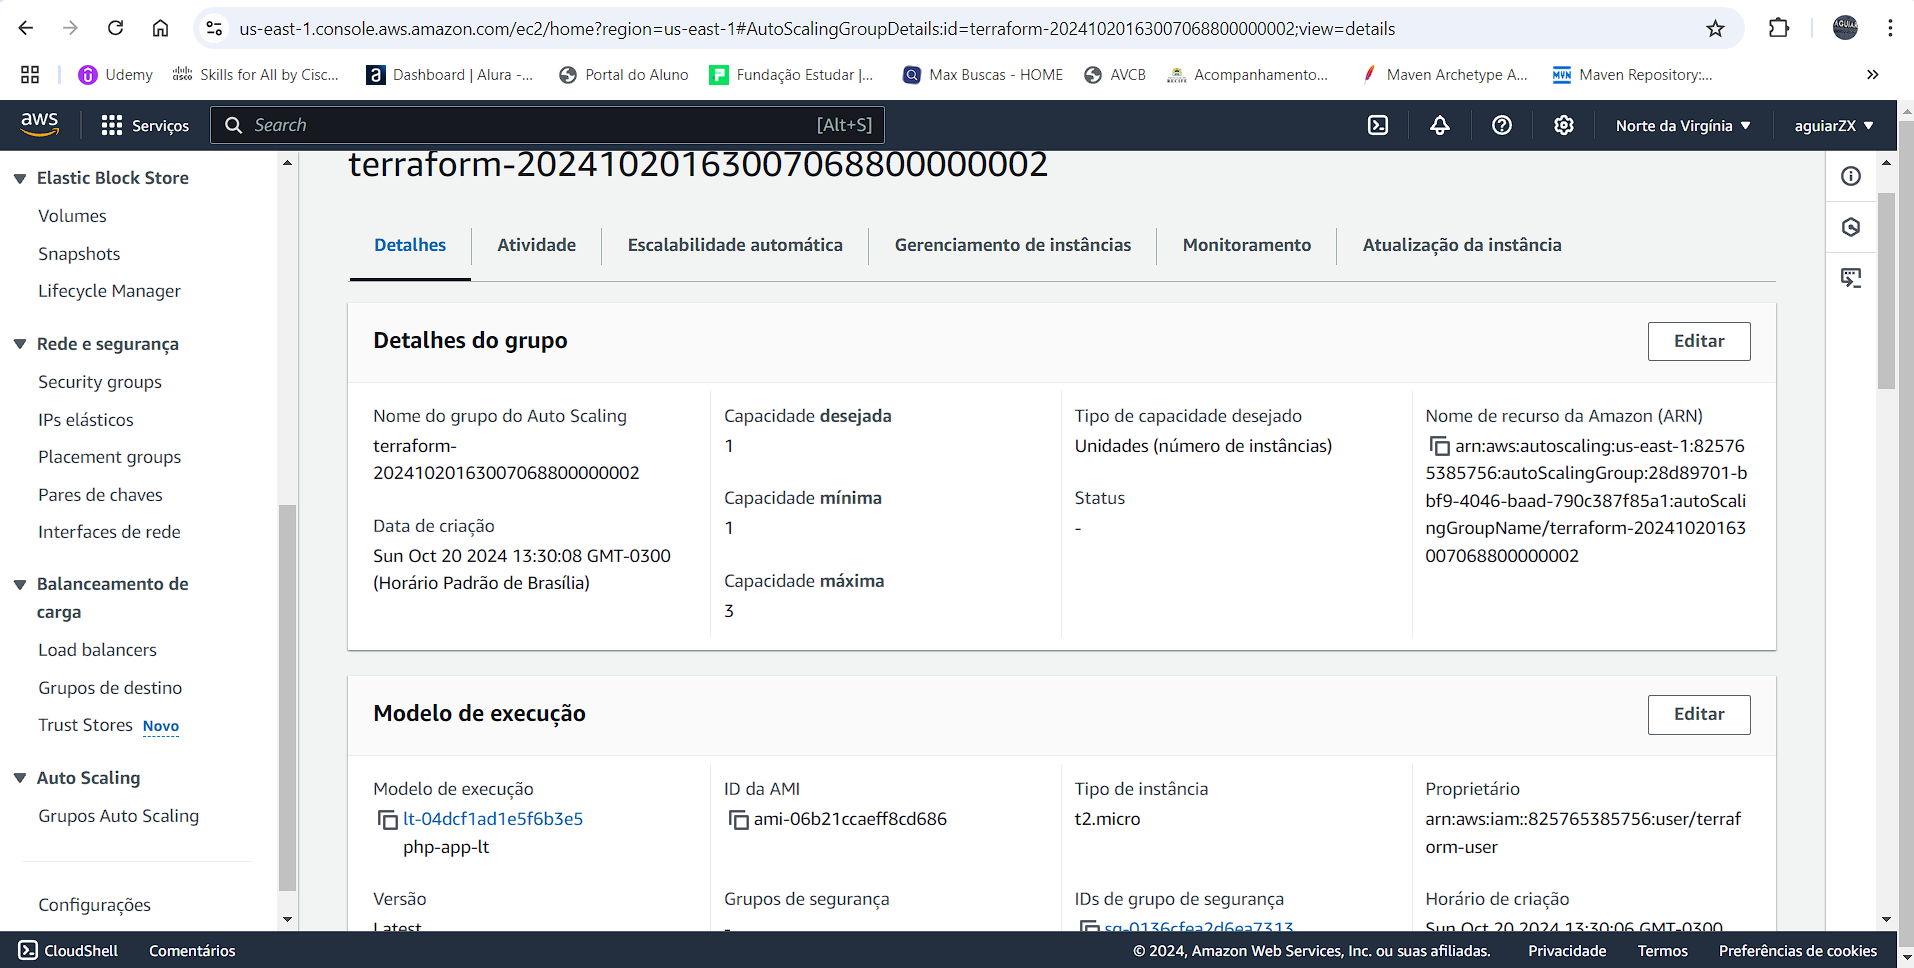 us-east-1.console.aws.amazon.com/ec2/home?region=us-east-1#AutoScalingGroupDetails:id=terraform-20241020163007068800000002;view=details
Udemy
Skills for All by Cisc...
Dashboard | Alura -...
Portal do Aluno
Fundação Estudar |...
Max Buscas - HOME
AVCB
Acompanhamento...
Maven Archetype A...
Maven Repository:...
aws
Serviços
Search
[Alt+S]
Norte da Virgínia
aguiarZX
Elastic Block Store
Volumes
Snapshots
Lifecycle Manager
Rede e segurança
Security groups
IPs elásticos
Placement groups
Pares de chaves
Interfaces de rede
Balanceamento de
carga
Load balancers
Grupos de destino
Trust Stores Novo
Auto Scaling
Grupos Auto Scaling
Configurações
terraform-20241020163007068800000002
Detalhes
Atividade
Escalabilidade automática
Gerenciamento de instâncias
Monitoramento
Atualização da instância
Detalhes do grupo
Editar
Nome do grupo do Auto Scaling
terraform-
20241020163007068800000002
Data de criação
Sun Oct 20 2024 13:30:08 GMT-0300
(Horário Padrão de Brasília)
Capacidade desejada
1
Capacidade mínima
1
Capacidade máxima
3
Tipo de capacidade desejado
Unidades (número de instâncias)
Status
-
Nome de recurso da Amazon (ARN)
arn:aws:autoscaling:us-east-1:82576
5385756:autoScalingGroup:28d89701-b
bf9-4046-baad-790c387f85a1:autoScali
ngGroupName/terraform-20241020163
007068800000002
Modelo de execução
Editar
Modelo de execução
lt-04dcf1ad1e5f6b3e5
php-app-lt
Versão
Latest
ID da AMI
ami-06b21ccaeff8cd686
Grupos de segurança
-
Tipo de instância
t2.micro
IDs de grupo de segurança
sg-0136cfea2d6ea7313
Proprietário
arn:aws:iam::825765385756:user/terraf
orm-user
Horário de criação
Sun Oct 20 2024 13:30:06 GMT-0300
CloudShell
Comentários
© 2024, Amazon Web Services, Inc. ou suas afiliadas.
Privacidade
Termos
Preferências de cookies